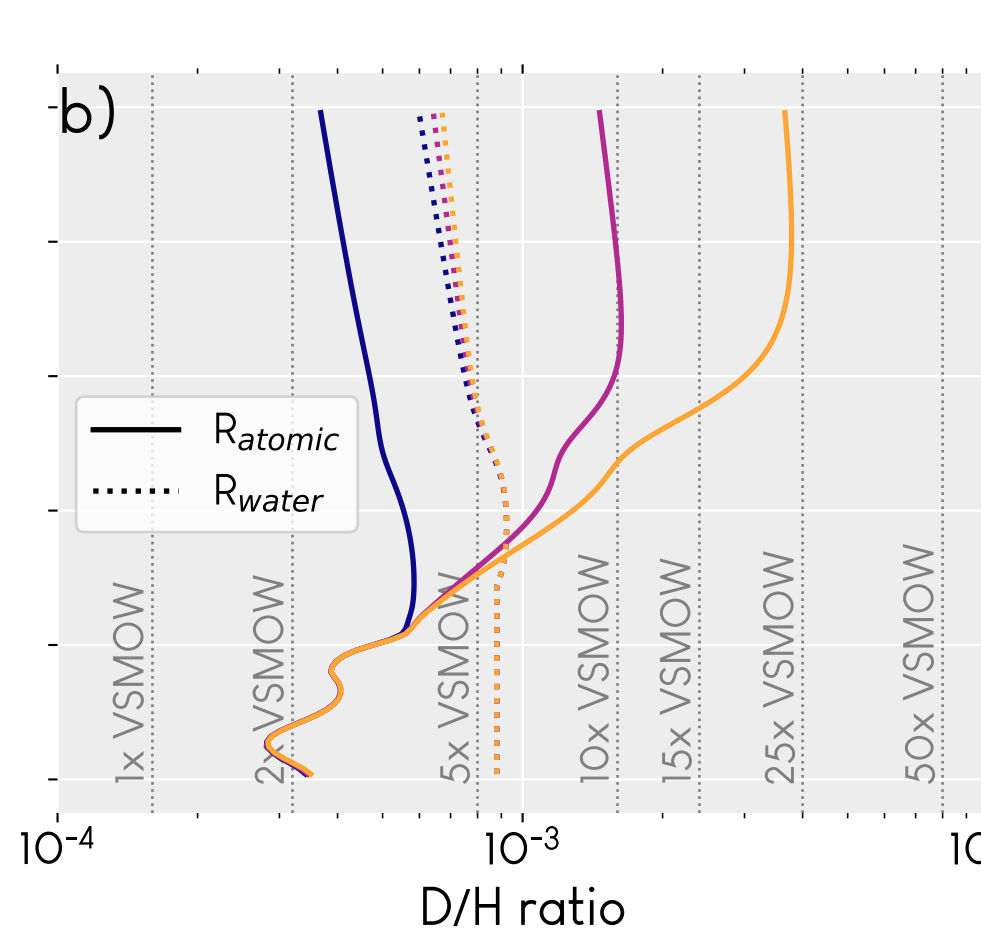 b)
R_atomic
R_water
1x VSMOW
2x VSMOW
5x VSMOW
10x VSMOW
15x VSMOW
25x VSMOW
50x VSMOW
10⁻⁴ 10⁻³ 10
D/H ratio